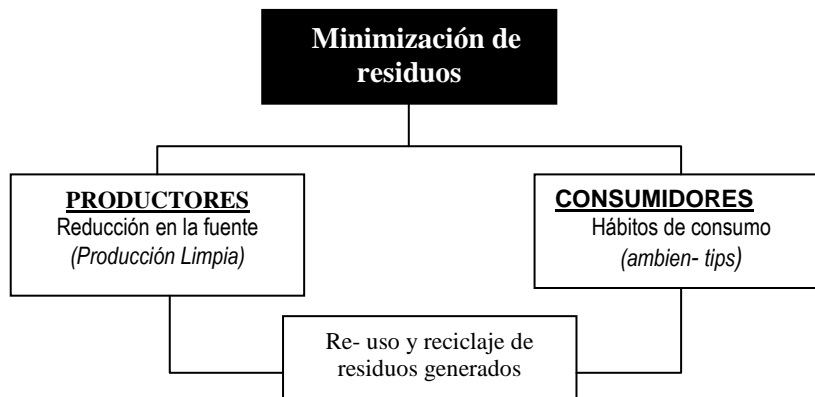 Minimización de
residuos
PRODUCTORES
Reducción en la fuente
(Producción Limpia)
CONSUMIDORES
Hábitos de consumo
(ambien- tips)
Re- uso y reciclaje de
residuos generados